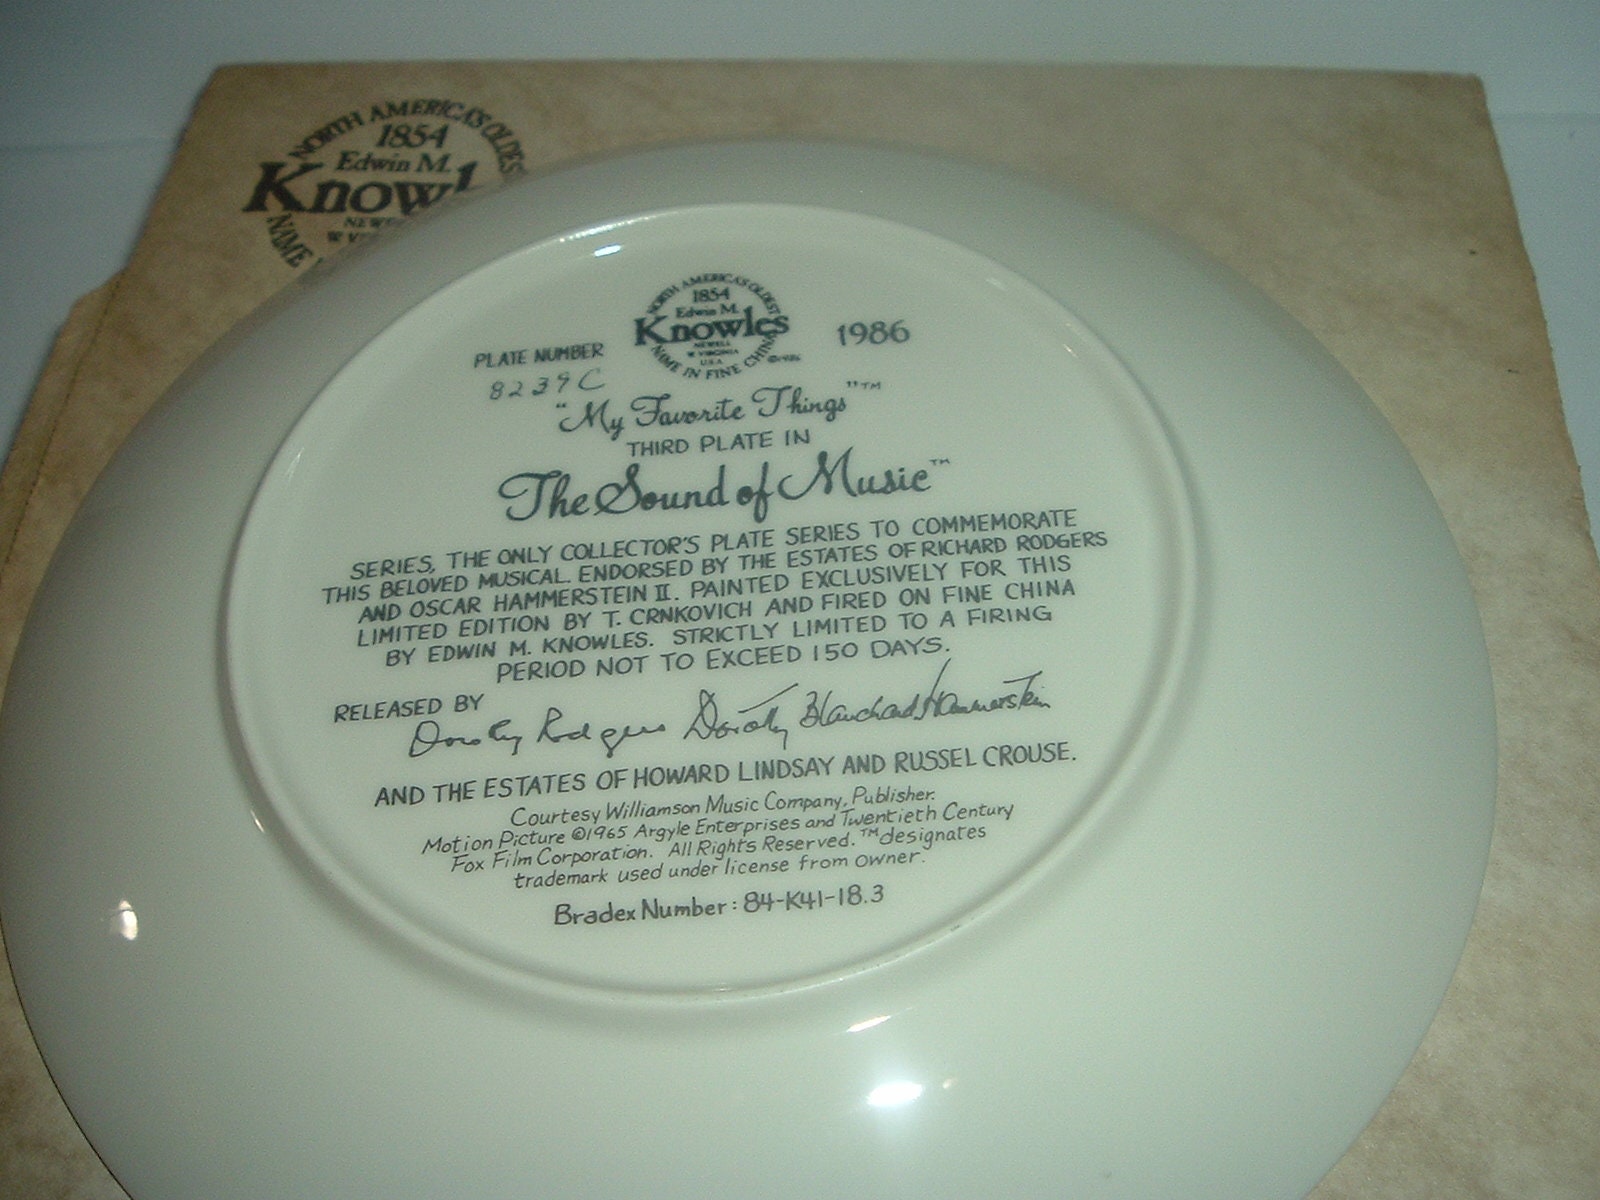 NORTH AMERICA'S OLDES
1854
Edwin M.
Knowl
NAME
NORTH AMERICA'S OLDEST
1854
Edwin M.
Knowles
NEWELL
W VIRGINIA
U.S.A.
NAME IN FINE CHINA
1986
PLATE NUMBER
8239C
"My Favorite Things"™
THIRD PLATE IN
The Sound of Music™
SERIES, THE ONLY COLLECTOR'S PLATE SERIES TO COMMEMORATE
THIS BELOVED MUSICAL. ENDORSED BY THE ESTATES OF RICHARD RODGERS
AND OSCAR HAMMERSTEIN II. PAINTED EXCLUSIVELY FOR THIS
LIMITED EDITION BY T. CRNKOVICH AND FIRED ON FINE CHINA
BY EDWIN M. KNOWLES. STRICTLY LIMITED TO A FIRING
PERIOD NOT TO EXCEED 150 DAYS.
RELEASED BY
Dorothy Rodgers Dorothy Blanchard Hammerstein
AND THE ESTATES OF HOWARD LINDSAY AND RUSSEL CROUSE.
Courtesy Williamson Music Company, Publisher.
Motion Picture ©1965 Argyle Enterprises and Twentieth Century
Fox Film Corporation. All Rights Reserved. ™designates
trademark used under license from owner.
Bradex Number: 84-K41-18.3